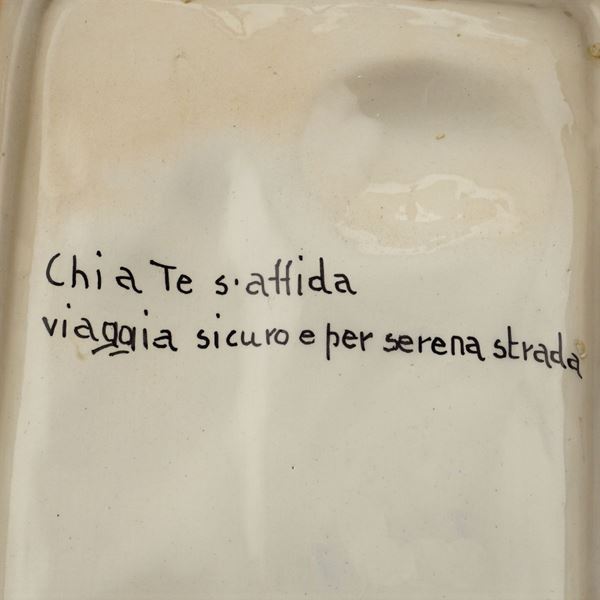 Chi a Te s'affida
viaggia sicuro e per serena strada